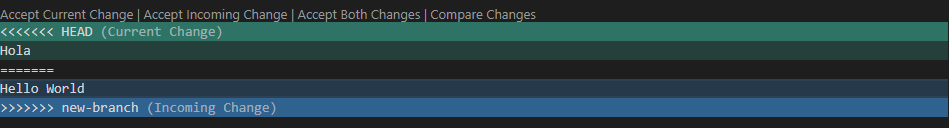 Accept Current Change | Accept Incoming Change | Accept Both Changes | Compare Changes
<<<<<<< HEAD (Current Change)
Hola
=======
Hello World
>>>>>>> new-branch (Incoming Change)